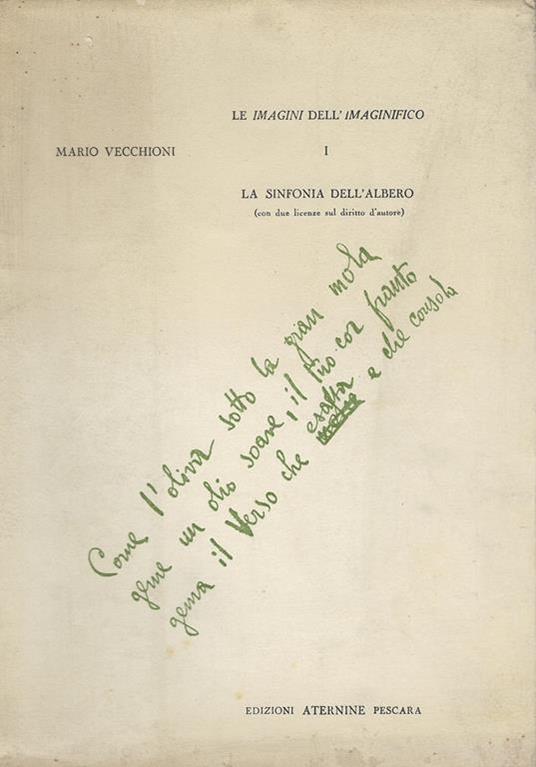 LE IMAGINI DELL'IMAGINIFICO
MARIO VECCHIONI
I
LA SINFONIA DELL'ALBERO
(con due licenze sul diritto d'autore)
Come l'oliva sotto la gran mola
geme un olio soave, il tuo cor franto
gema il Verso che esalta e che consola
EDIZIONI ATERNINE PESCARA